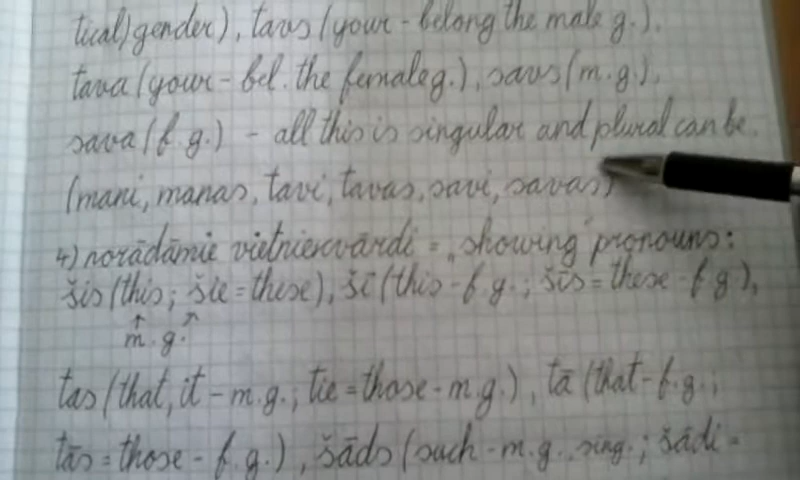 tical) gender), tavs (your - belong the male g.),
tava (your - bel. the female g.), savs (m.g.),
sava (f.g.) - all this is singular and plural can be.
(mani, manas, tavi, tavas, savi, savas)
4) norādāmie vietniekvārdi = "showing" pronouns:
šis (this; šie = these), šī (this - f.g.; šīs = these - f.g.),
m.g.
tas (that, it - m.g.; tie = those - m.g.), tā (that - f.g.;
tās = those - f.g.), šāds (such - m.g., sing.; šādi =